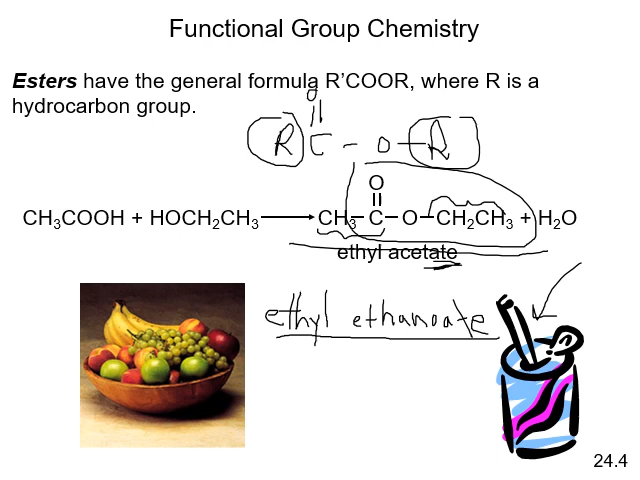 Functional Group Chemistry
Esters have the general formula R’COOR, where R is a
hydrocarbon group.
O
R C - O - R
O
CH₃COOH + HOCH₂CH₃ → CH₃ - C - O - CH₂CH₃ + H₂O
ethyl acetate
ethyl ethanoate
24.4